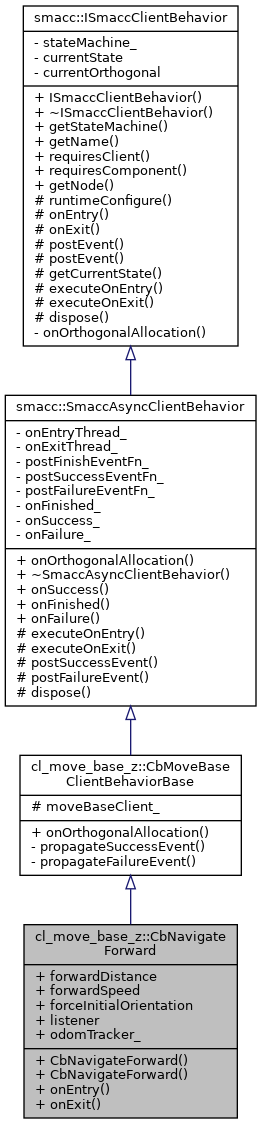 smacc::ISmaccClientBehavior
- stateMachine_
- currentState
- currentOrthogonal
+ ISmaccClientBehavior()
+ ~ISmaccClientBehavior()
+ getStateMachine()
+ getName()
+ requiresClient()
+ requiresComponent()
+ getNode()
# runtimeConfigure()
# onEntry()
# onExit()
# postEvent()
# postEvent()
# getCurrentState()
# executeOnEntry()
# executeOnExit()
# dispose()
- onOrthogonalAllocation()
smacc::SmaccAsyncClientBehavior
- onEntryThread_
- onExitThread_
- postFinishEventFn_
- postSuccessEventFn_
- postFailureEventFn_
- onFinished_
- onSuccess_
- onFailure_
+ onOrthogonalAllocation()
+ ~SmaccAsyncClientBehavior()
+ onSuccess()
+ onFinished()
+ onFailure()
# executeOnEntry()
# executeOnExit()
# postSuccessEvent()
# postFailureEvent()
# dispose()
cl_move_base_z::CbMoveBase
ClientBehaviorBase
# moveBaseClient_
+ onOrthogonalAllocation()
- propagateSuccessEvent()
- propagateFailureEvent()
cl_move_base_z::CbNavigate
Forward
+ forwardDistance
+ forwardSpeed
+ forceInitialOrientation
+ listener
+ odomTracker_
+ CbNavigateForward()
+ CbNavigateForward()
+ onEntry()
+ onExit()